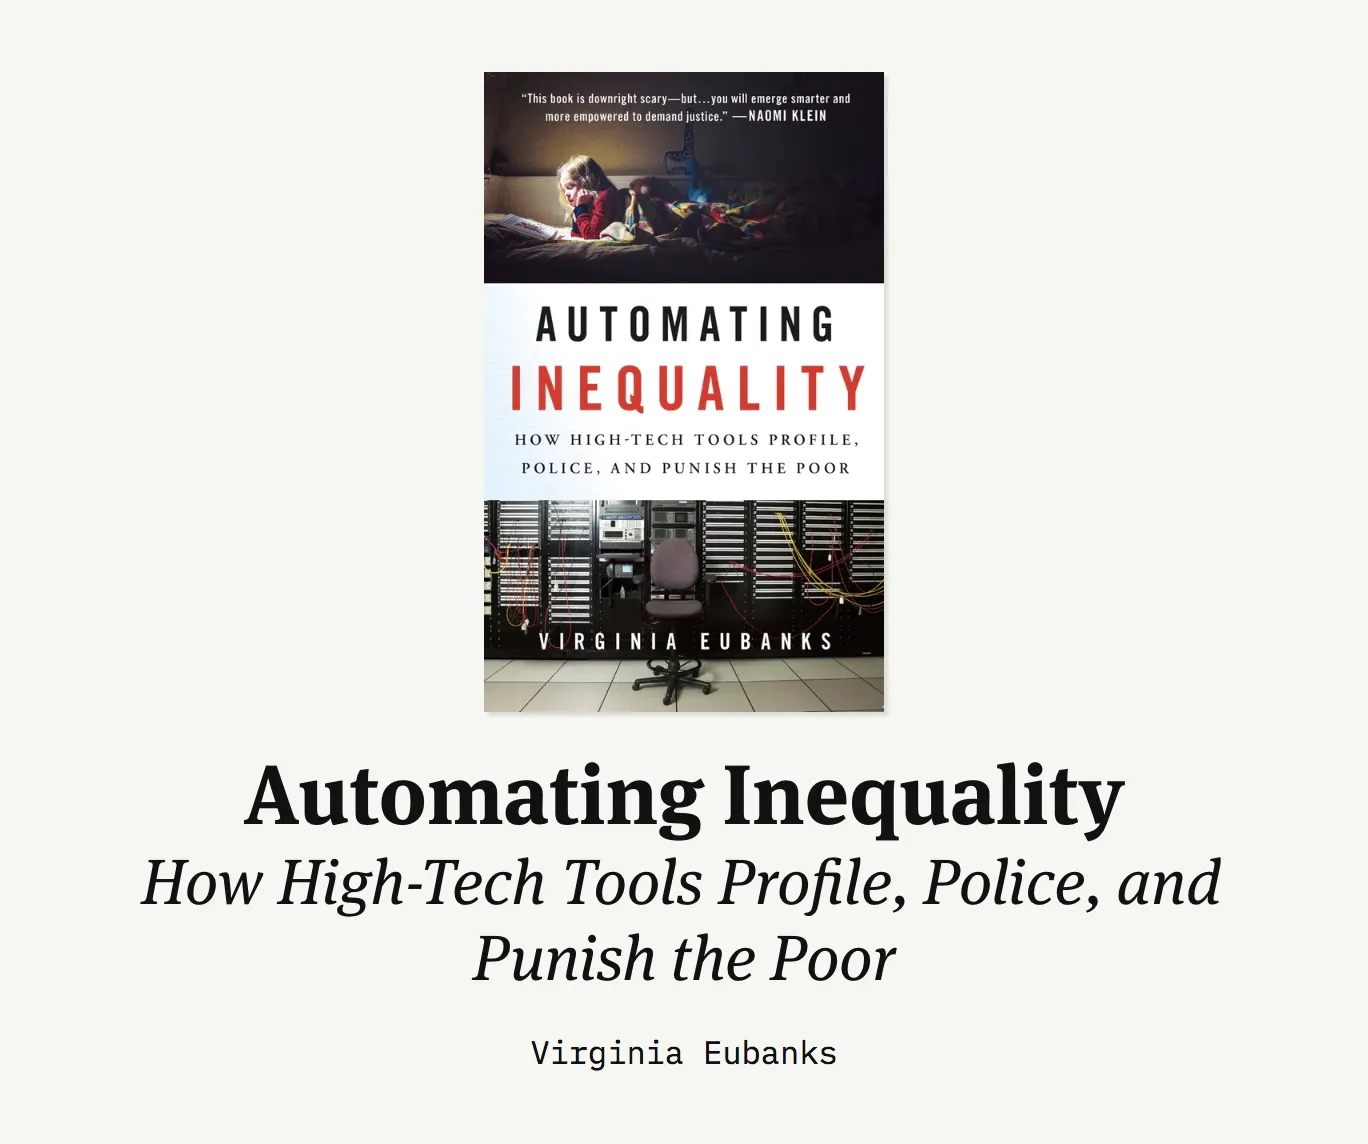 “This book is downright scary—but…you will emerge smarter and
more empowered to demand justice.” —NAOMI KLEIN
AUTOMATING
INEQUALITY
HOW HIGH-TECH TOOLS PROFILE,
POLICE, AND PUNISH THE POOR
VIRGINIA EUBANKS
Automating Inequality
How High-Tech Tools Profile, Police, and
Punish the Poor
Virginia Eubanks